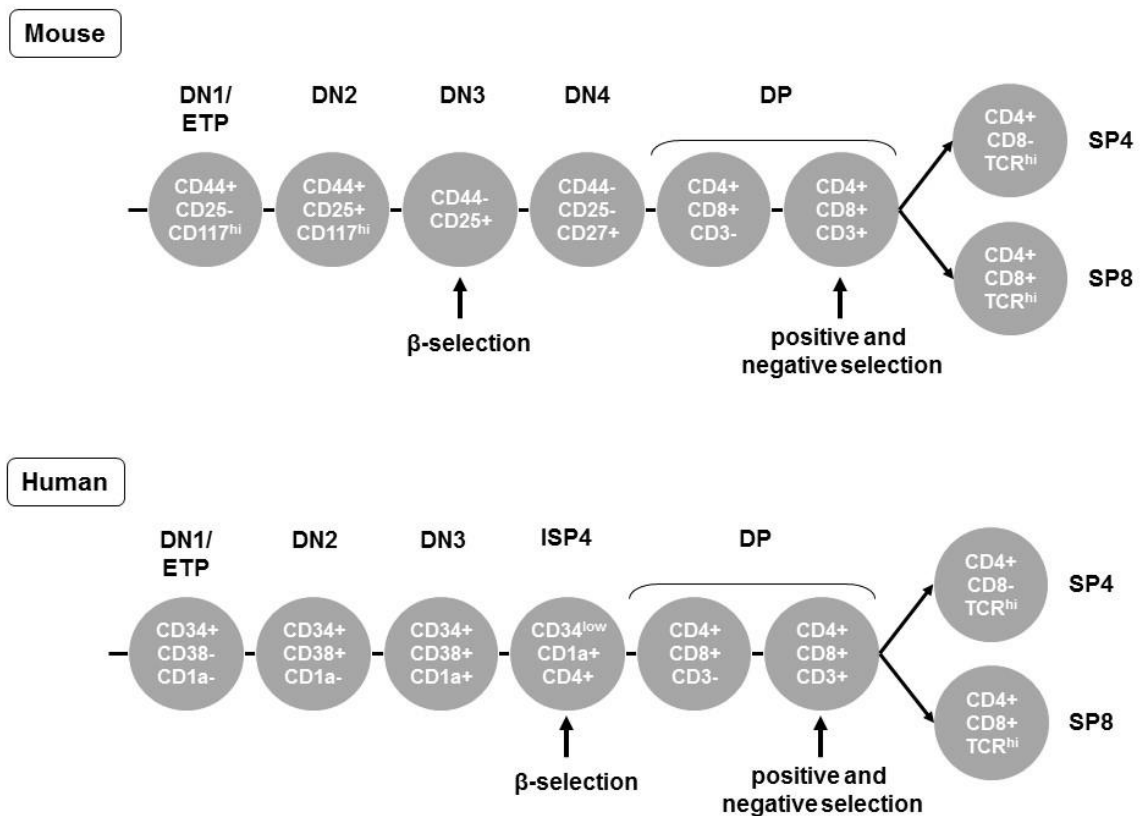 Mouse
DN1/
ETP
DN2
DN3
DN4
DP
CD44+
CD25-
CD117hi
CD44+
CD25+
CD117hi
CD44-
CD25+
CD44-
CD25-
CD27+
CD4+
CD8+
CD3-
CD4+
CD8+
CD3+
CD4+
CD8-
TCRhi
SP4
CD4+
CD8+
TCRhi
SP8
β-selection
positive and
negative selection
Human
DN1/
ETP
DN2
DN3
ISP4
DP
CD34+
CD38-
CD1a-
CD34+
CD38+
CD1a-
CD34+
CD38+
CD1a+
CD34low
CD1a+
CD4+
CD4+
CD8+
CD3-
CD4+
CD8+
CD3+
CD4+
CD8-
TCRhi
SP4
CD4+
CD8+
TCRhi
SP8
β-selection
positive and
negative selection